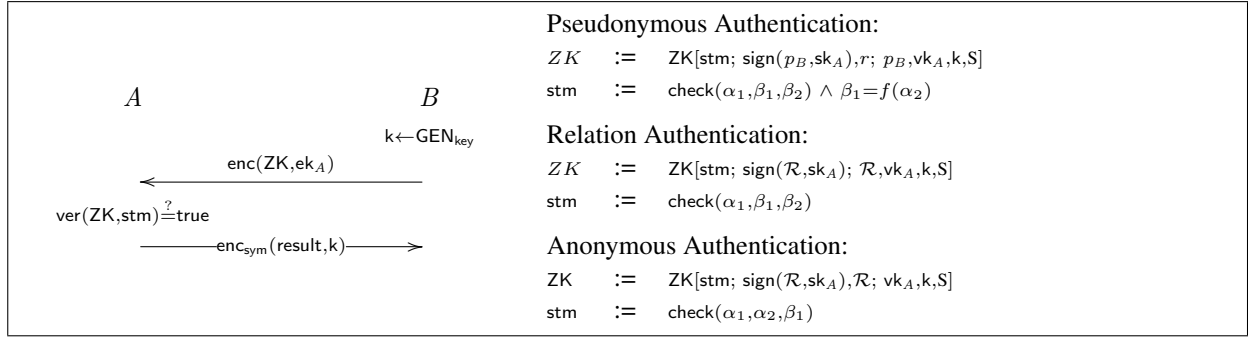 A B
k←GEN_key
enc(ZK,ek_A)
ver(ZK,stm)≟true
enc_sym(result,k)
Pseudonymous Authentication:
ZK := ZK[stm; sign(p_B,sk_A),r; p_B,vk_A,k,S]
stm := check(α_1,β_1,β_2) ∧ β_1=f(α_2)
Relation Authentication:
ZK := ZK[stm; sign(ℛ,sk_A); ℛ,vk_A,k,S]
stm := check(α_1,β_1,β_2)
Anonymous Authentication:
ZK := ZK[stm; sign(ℛ,sk_A),ℛ; vk_A,k,S]
stm := check(α_1,α_2,β_1)